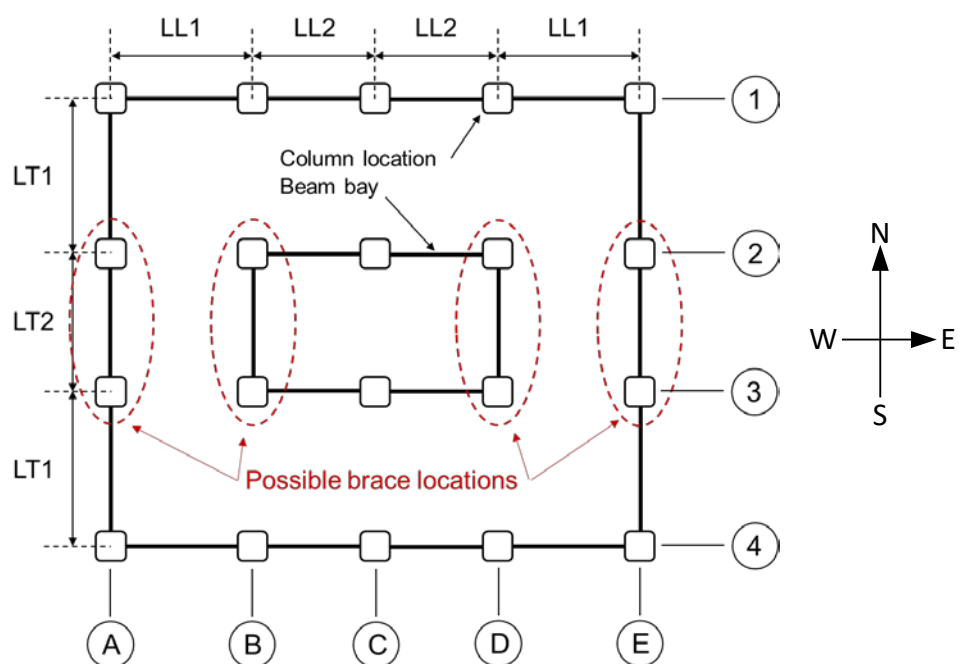 LL1 LL2 LL2 LL1
1
LT1
Column location
Beam bay
2
N
LT2
W E
3
S
LT1
Possible brace locations
4
A B C D E